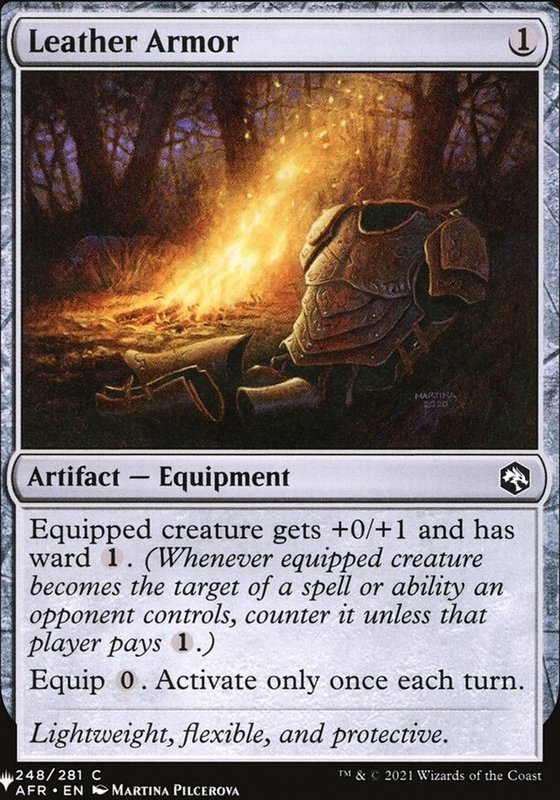 Leather Armor 1
MARTINA
2020
Artifact — Equipment
Equipped creature gets +0/+1 and has
ward 1. (Whenever equipped creature
becomes the target of a spell or ability an
opponent controls, counter it unless that
player pays 1.)
Equip 0. Activate only once each turn.
Lightweight, flexible, and protective.
248/281 C
AFR • EN MARTINA PILCEROVA
™ & © 2021 Wizards of the Coast